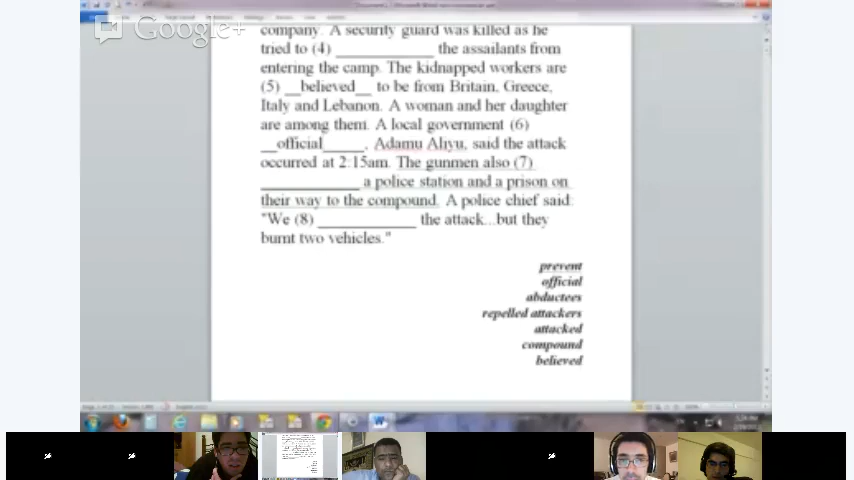 Google+
company. A security guard was killed as he
tried to (4) ______________ the assailants from
entering the camp. The kidnapped workers are
(5) __believed__ to be from Britain, Greece,
Italy and Lebanon. A woman and her daughter
are among them. A local government (6)
__official_____, Adamu Aliyu, said the attack
occurred at 2:15am. The gunmen also (7)
______________ a police station and a prison on
their way to the compound. A police chief said:
"We (8) ______________ the attack...but they
burnt two vehicles."
prevent
official
abductees
repelled attackers
attacked
compound
believed